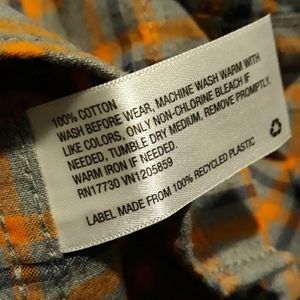 100% COTTON
WASH BEFORE WEAR, MACHINE WASH WARM WITH
LIKE COLORS, ONLY NON-CHLORINE BLEACH IF
NEEDED, TUMBLE DRY MEDIUM, REMOVE PROMPTLY,
WARM IRON IF NEEDED.
RN17730 VN1205859
LABEL MADE FROM 100% RECYCLED PLASTIC